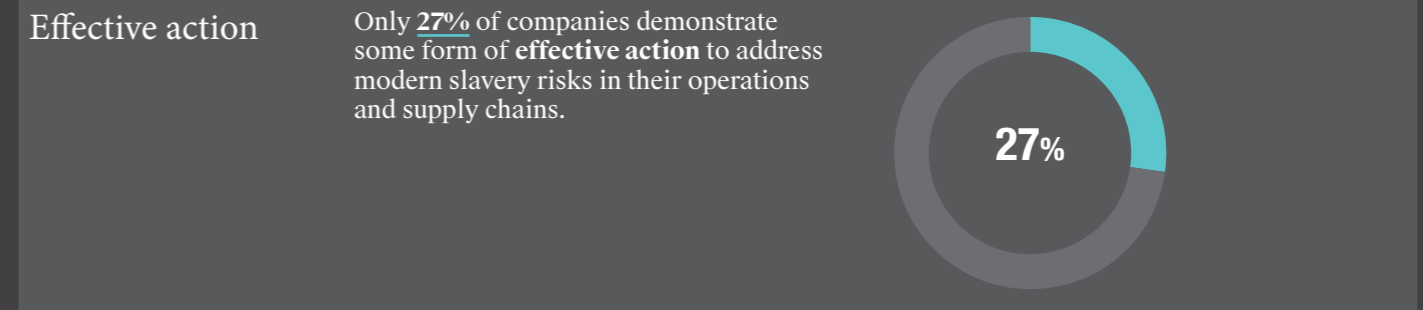 Effective action
Only 27% of companies demonstrate
some form of effective action to address
modern slavery risks in their operations
and supply chains.
27%